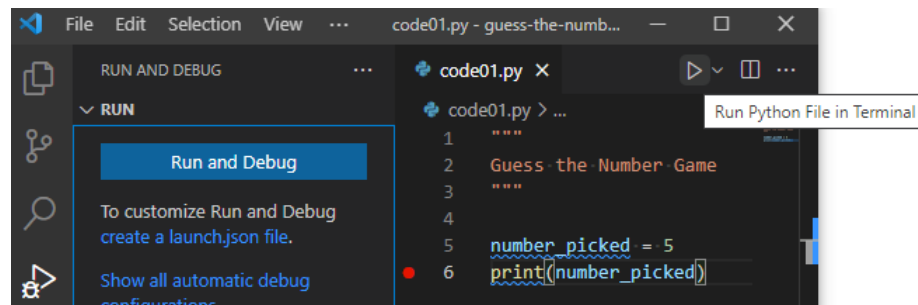 File Edit Selection View ··· code01.py - guess-the-numb...
RUN AND DEBUG ···
RUN
Run and Debug
To customize Run and Debug
create a launch.json file.
Show all automatic debug
configurations.
code01.py
Run Python File in Terminal
code01.py > ...
1 """
2 Guess the Number Game
3 """
4
5 number_picked = 5
6 print(number_picked)